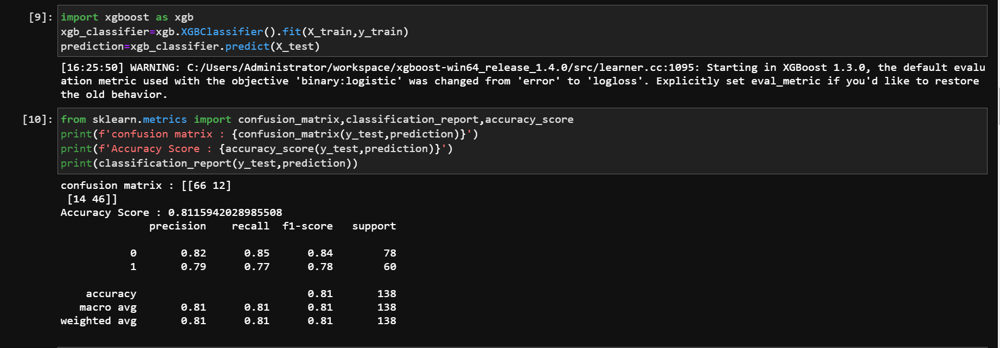 [9]: import xgboost as xgb
xgb_classifier=xgb.XGBClassifier().fit(X_train,y_train)
prediction=xgb_classifier.predict(X_test)
[16:25:50] WARNING: C:/Users/Administrator/workspace/xgboost-win64_release_1.4.0/src/learner.cc:1095: Starting in XGBoost 1.3.0, the default evalu
ation metric used with the objective 'binary:logistic' was changed from 'error' to 'logloss'. Explicitly set eval_metric if you'd like to restore
the old behavior.
[10]: from sklearn.metrics import confusion_matrix,classification_report,accuracy_score
print(f'confusion matrix : {confusion_matrix(y_test,prediction)}')
print(f'Accuracy Score : {accuracy_score(y_test,prediction)}')
print(classification_report(y_test,prediction))
confusion matrix : [[66 12]
 [14 46]]
Accuracy Score : 0.8115942028985508
              precision    recall  f1-score   support
           0       0.82      0.85      0.84        78
           1       0.79      0.77      0.78        60
    accuracy                           0.81       138
   macro avg       0.81      0.81      0.81       138
weighted avg       0.81      0.81      0.81       138